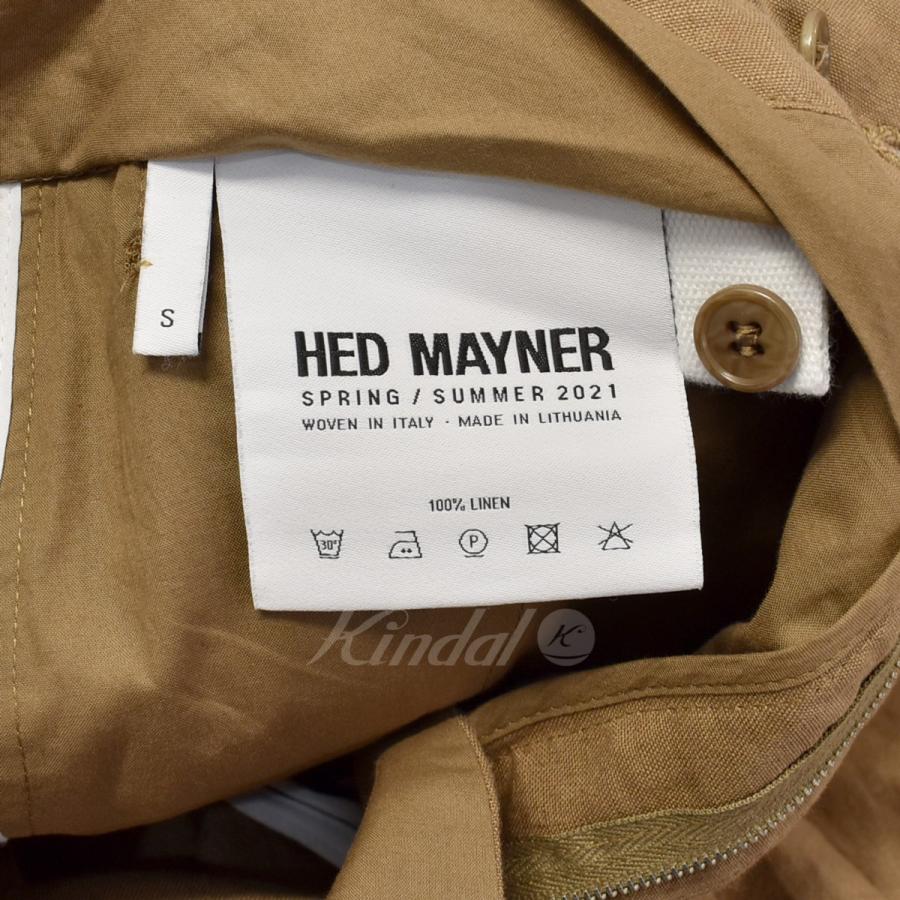 S
HED MAYNER
SPRING / SUMMER 2021
WOVEN IN ITALY · MADE IN LITHUANIA
100% LINEN
30°
P
Kindal K